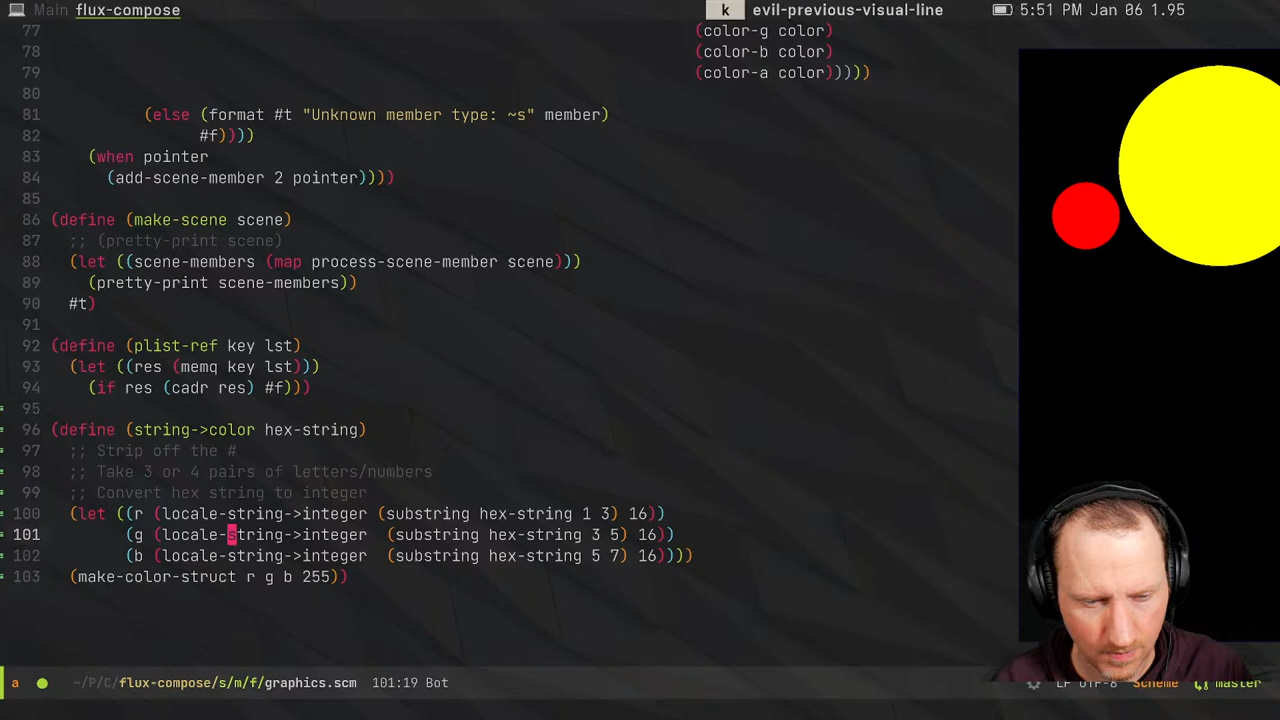 Main flux-compose k evil-previous-visual-line 5:51 PM Jan 06 1.95
77 (color-g color)
78 (color-b color)
79 (color-a color)))))
80
81 (else (format #t "Unknown member type: ~s" member)
82 #f))))
83 (when pointer
84 (add-scene-member 2 pointer))))
85
86 (define (make-scene scene)
87 ;; (pretty-print scene)
88 (let ((scene-members (map process-scene-member scene)))
89 (pretty-print scene-members))
90 #t)
91
92 (define (plist-ref key lst)
93 (let ((res (memq key lst)))
94 (if res (cadr res) #f)))
95
96 (define (string->color hex-string)
97 ;; Strip off the #
98 ;; Take 3 or 4 pairs of letters/numbers
99 ;; Convert hex string to integer
100 (let ((r (locale-string->integer (substring hex-string 1 3) 16))
101 (g (locale-string->integer  (substring hex-string 3 5) 16))
102 (b (locale-string->integer  (substring hex-string 5 7) 16))))
103 (make-color-struct r g b 255))
a ~/P/C/flux-compose/s/m/f/graphics.scm 101:19 Bot LF UTF-8 Scheme master